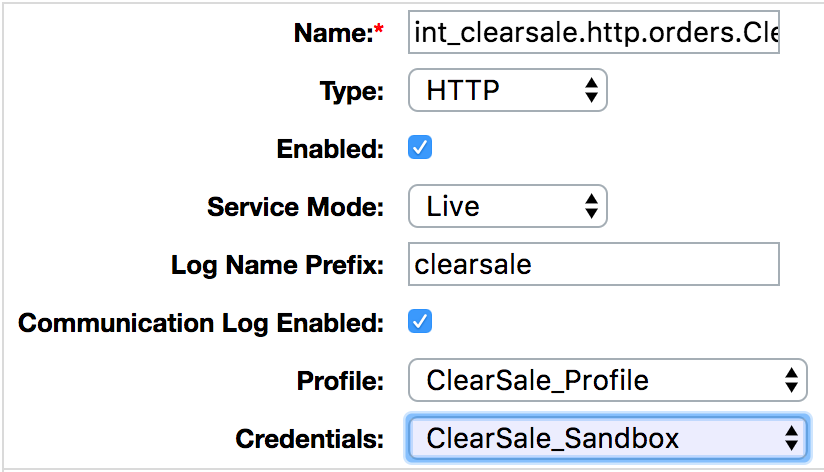 Name:* int_clearsale.http.orders.Cle
Type: HTTP
Enabled:
Service Mode: Live
Log Name Prefix: clearsale
Communication Log Enabled:
Profile: ClearSale_Profile
Credentials: ClearSale_Sandbox